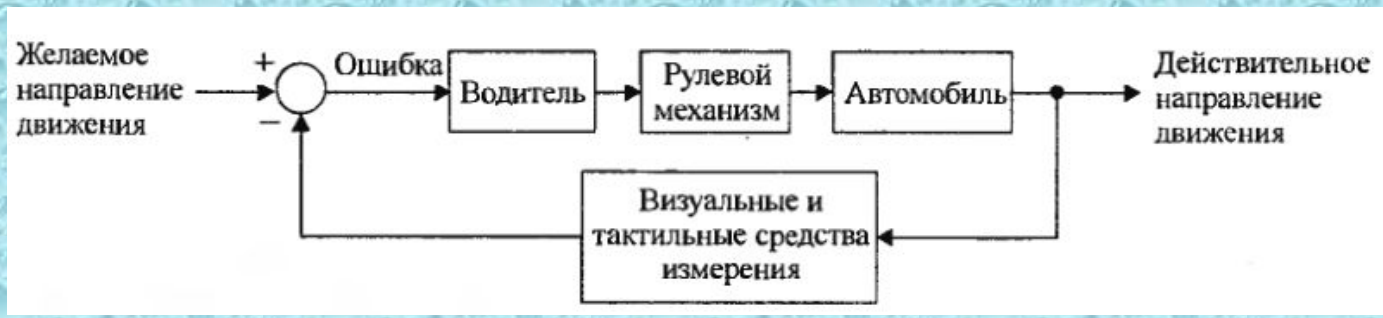 Желаемое
направление
движения
+
−
Ошибка
Водитель
Рулевой
механизм
Автомобиль
Действительное
направление
движения
Визуальные и
тактильные средства
измерения